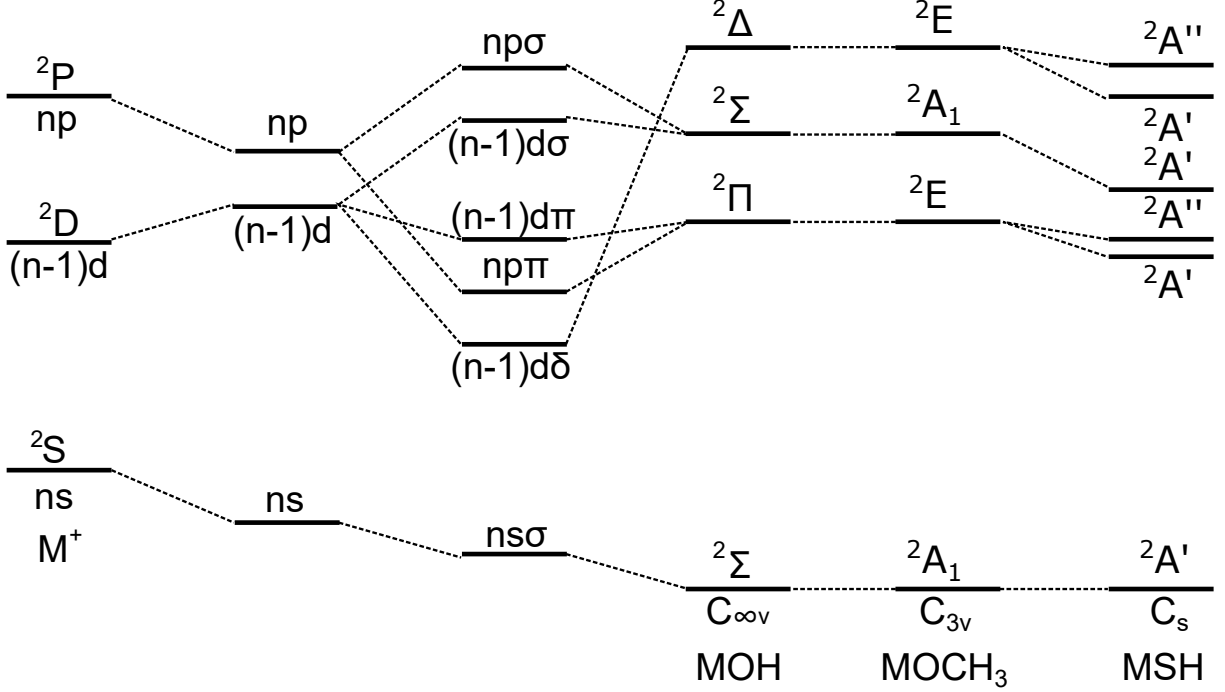 ²P
np
²D
(n-1)d
²S
ns
M⁺
np
(n-1)d
ns
npσ
(n-1)dσ
(n-1)dπ
npπ
(n-1)dδ
nsσ
²Δ
²Σ
²Π
²Σ
C∞v
MOH
²E
²A₁
²E
²A₁
C₃v
MOCH₃
²A''
²A'
²A'
²A''
²A'
²A'
Cₛ
MSH